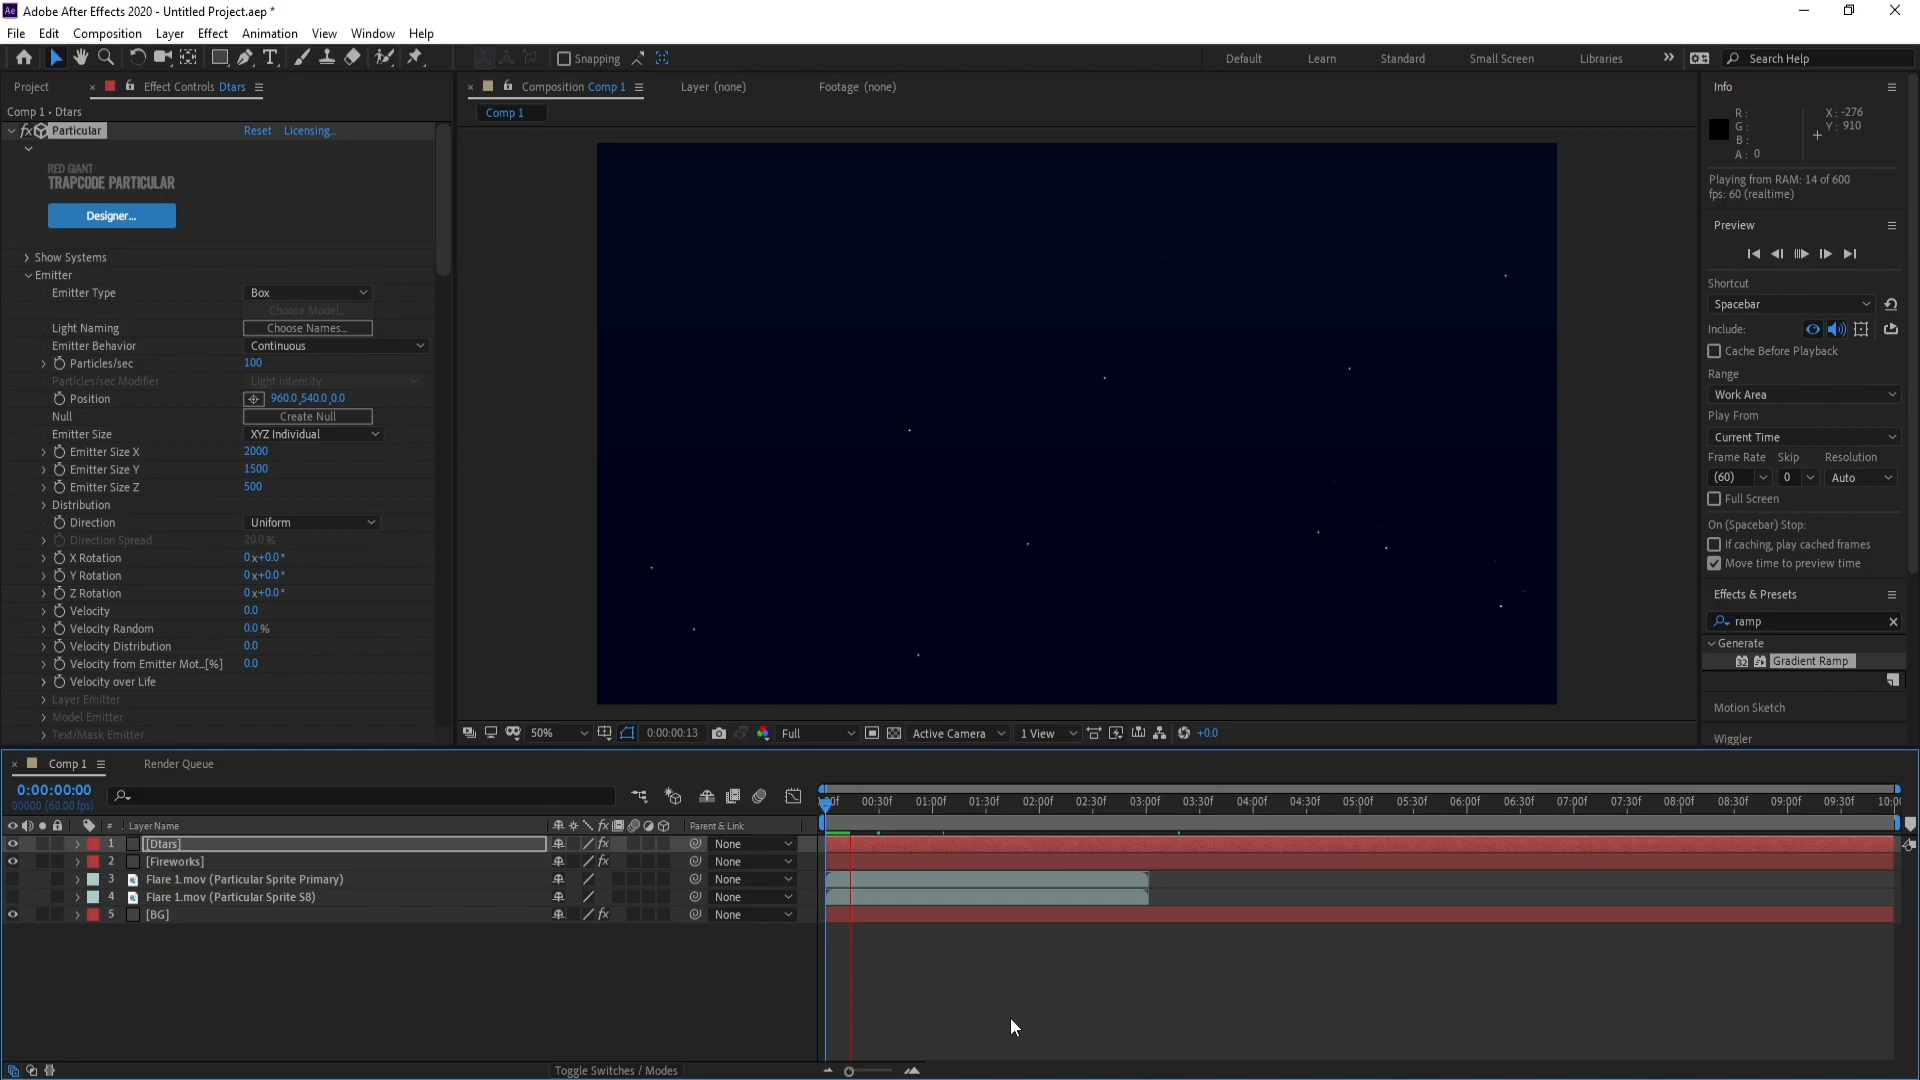 Adobe After Effects 2020 - Untitled Project.aep *
File Edit Composition Layer Effect Animation View Window Help
Snapping
Default Learn Standard Small Screen Libraries Search Help
Project Effect Controls Dtars
Comp 1 • Dtars
Particular Reset Licensing...
RED GIANT
TRAPCODE PARTICULAR
Designer...
Show Systems
Emitter
Emitter Type Box
Choose Model...
Light Naming Choose Names...
Emitter Behavior Continuous
Particles/sec 100
Particles/sec Modifier Light Intensity
Position 960.0,540.0,0.0
Null Create Null
Emitter Size XYZ Individual
Emitter Size X 2000
Emitter Size Y 1500
Emitter Size Z 500
Distribution
Direction Uniform
Direction Spread 20.0 %
X Rotation 0x+0.0°
Y Rotation 0x+0.0°
Z Rotation 0x+0.0°
Velocity 0.0
Velocity Random 0.0 %
Velocity Distribution 0.0
Velocity from Emitter Mot...[%] 0.0
Velocity over Life
Layer Emitter
Model Emitter
Text/Mask Emitter
Composition Comp 1 Layer (none) Footage (none)
Comp 1
50% 0:00:00:13 Full Active Camera 1 View +0.0
Info
R: X: -276
G: Y: 910
B:
A: 0
Playing from RAM: 14 of 600
fps: 60 (realtime)
Preview
Shortcut
Spacebar
Include:
Cache Before Playback
Range
Work Area
Play From
Current Time
Frame Rate Skip Resolution
(60) 0 Auto
Full Screen
On (Spacebar) Stop:
If caching, play cached frames
Move time to preview time
Effects & Presets
ramp
Generate
32 Gradient Ramp
Motion Sketch
Wiggler
Comp 1 Render Queue
0:00:00:00
00000 (60.00 fps)
00:30f 01:00f 01:30f 02:00f 02:30f 03:00f 03:30f 04:00f 04:30f 05:00f 05:30f 06:00f 06:30f 07:00f 07:30f 08:00f 08:30f 09:00f 09:30f 10:0
# Layer Name Parent & Link
1 [Dtars] None
2 [Fireworks] None
3 Flare 1.mov (Particular Sprite Primary) None
4 Flare 1.mov (Particular Sprite S8) None
5 [BG] None
Toggle Switches / Modes